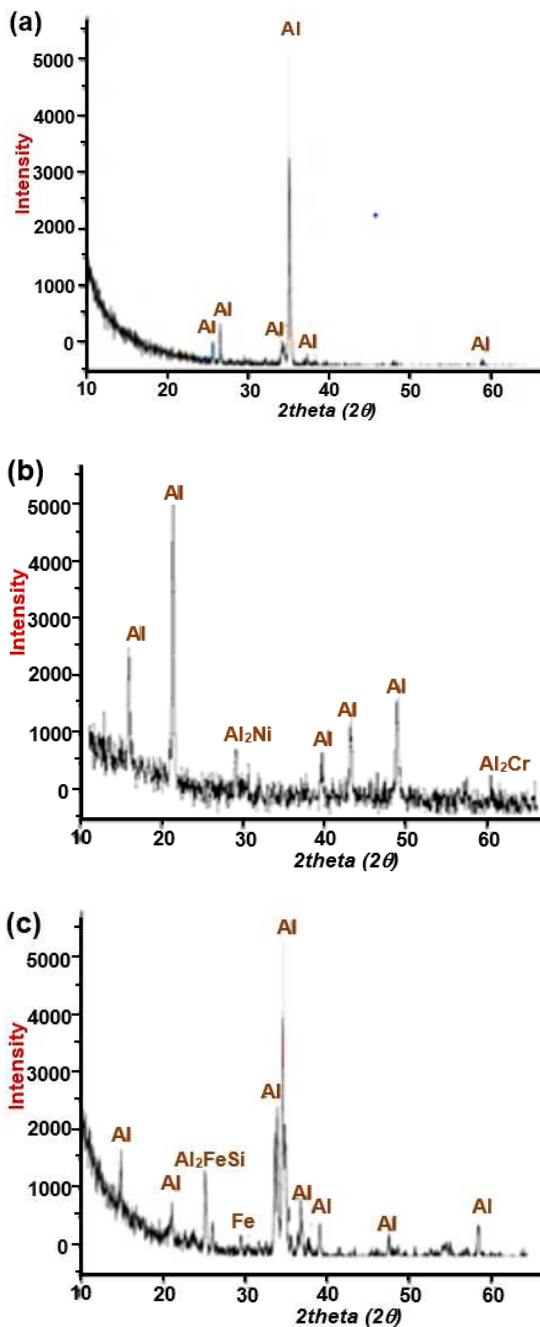 (a)
Al
5000
4000
3000
2000
1000
0
Intensity
Al
Al
Al
Al
Al
10
20
30
40
50
60
2theta (2θ)
(b)
Al
5000
4000
3000
2000
1000
0
Intensity
Al
Al₂Ni
Al
Al
Al
Al₂Cr
10
20
30
40
50
60
2theta (2θ)
(c)
Al
5000
4000
3000
2000
1000
0
Intensity
Al
Al
Al
Al₂FeSi
Fe
Al
Al
Al
Al
10
20
30
40
50
60
2theta (2θ)